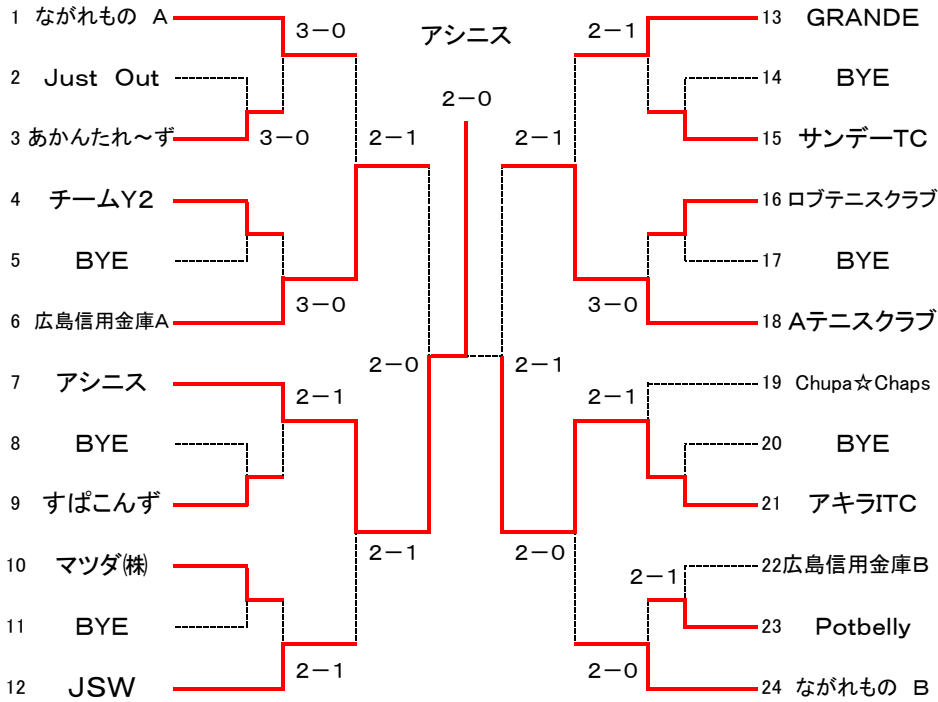 アシニス
2－0
1 ながれもの A
2 Just Out
3 あかんたれ～ず
4 チームY2
5 BYE
6 広島信用金庫A
7 アシニス
8 BYE
9 すぱこんず
10 マツダ㈱
11 BYE
12 JSW
3－0
3－0
2－1
3－0
2－0
2－1
2－1
2－1
13 GRANDE
14 BYE
15 サンデーTC
16 ロブテニスクラブ
17 BYE
18 Aテニスクラブ
19 Chupa☆Chaps
20 BYE
21 アキラITC
22 広島信用金庫B
23 Potbelly
24 ながれもの B
2－1
2－1
3－0
2－1
2－1
2－0
2－1
2－0